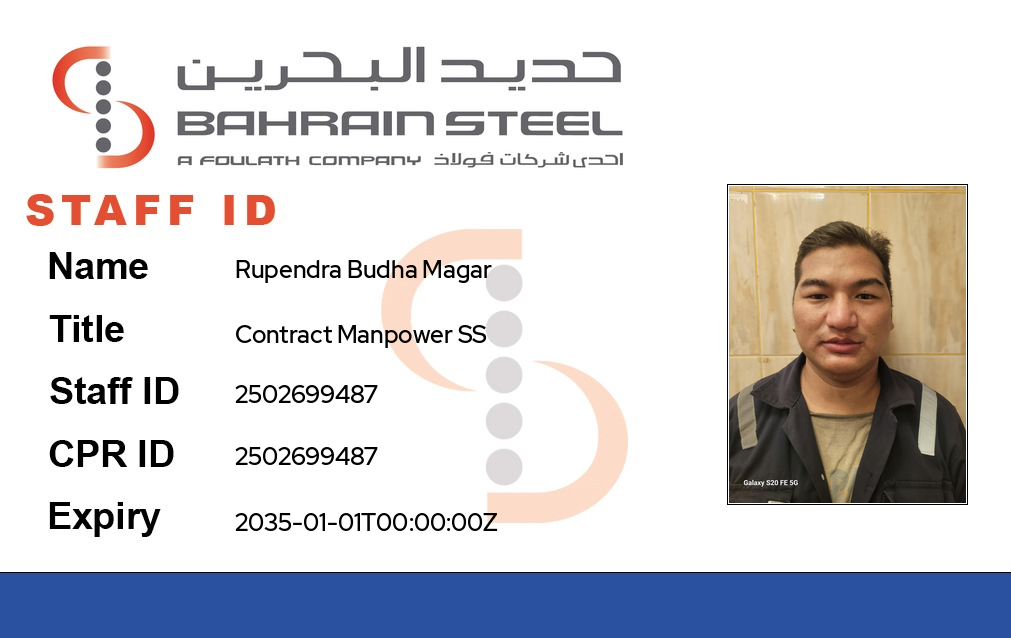 حديد البحرين
BAHRAIN STEEL
A FOULATH COMPANY احدى شركات فولاذ
STAFF ID
Name Rupendra Budha Magar
Title Contract Manpower SS
Staff ID 2502699487
CPR ID 2502699487
Expiry 2035-01-01T00:00:00Z
Galaxy S20 FE 5G